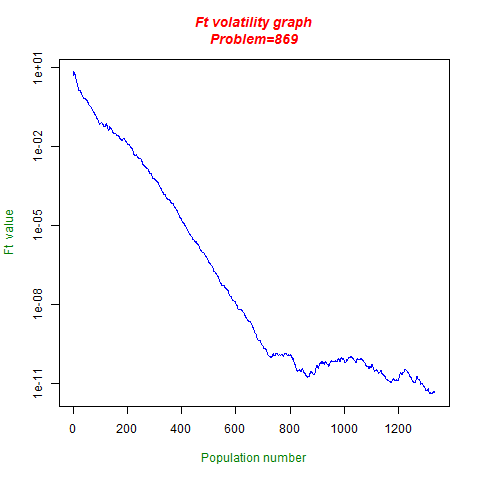 Ft volatility graph
Problem=869
1e+01
1e-02
1e-05
1e-08
1e-11
Ft value
0 200 400 600 800 1000 1200
Population number